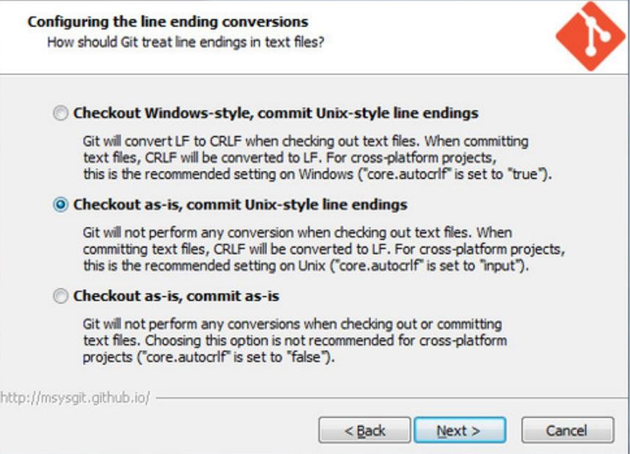 Configuring the line ending conversions
How should Git treat line endings in text files?
Checkout Windows-style, commit Unix-style line endings
Git will convert LF to CRLF when checking out text files. When committing
text files, CRLF will be converted to LF. For cross-platform projects,
this is the recommended setting on Windows ("core.autocrlf" is set to "true").
Checkout as-is, commit Unix-style line endings
Git will not perform any conversion when checking out text files. When
committing text files, CRLF will be converted to LF. For cross-platform projects,
this is the recommended setting on Unix ("core.autocrlf" is set to "input").
Checkout as-is, commit as-is
Git will not perform any conversions when checking out or committing
text files. Choosing this option is not recommended for cross-platform
projects ("core.autocrlf" is set to "false").
http://msysgit.github.io/
< Back
Next >
Cancel